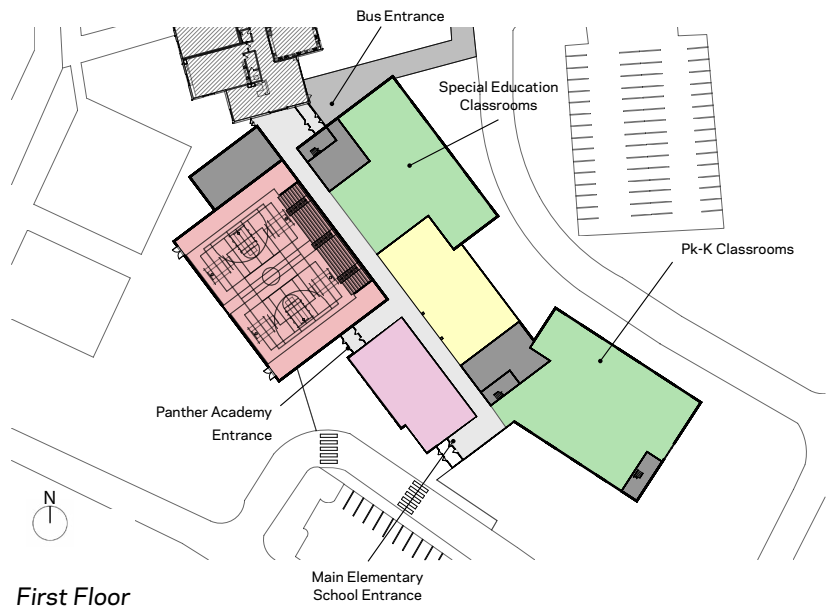 Bus Entrance
Special Education
Classrooms
Pk-K Classrooms
Panther Academy
Entrance
N
Main Elementary
School Entrance
First Floor